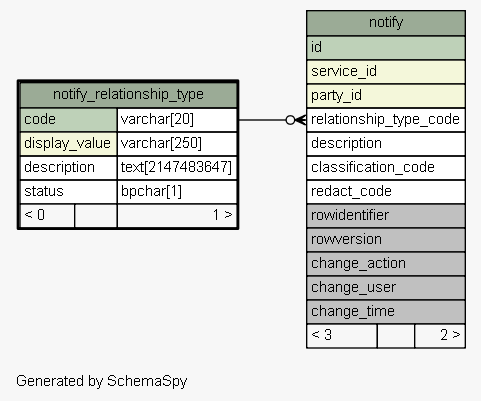 notify_relationship_type
code varchar[20]
display_value varchar[250]
description text[2147483647]
status bpchar[1]
< 0 1 >
notify
id
service_id
party_id
relationship_type_code
description
classification_code
redact_code
rowidentifier
rowversion
change_action
change_user
change_time
< 3 2 >
Generated by SchemaSpy